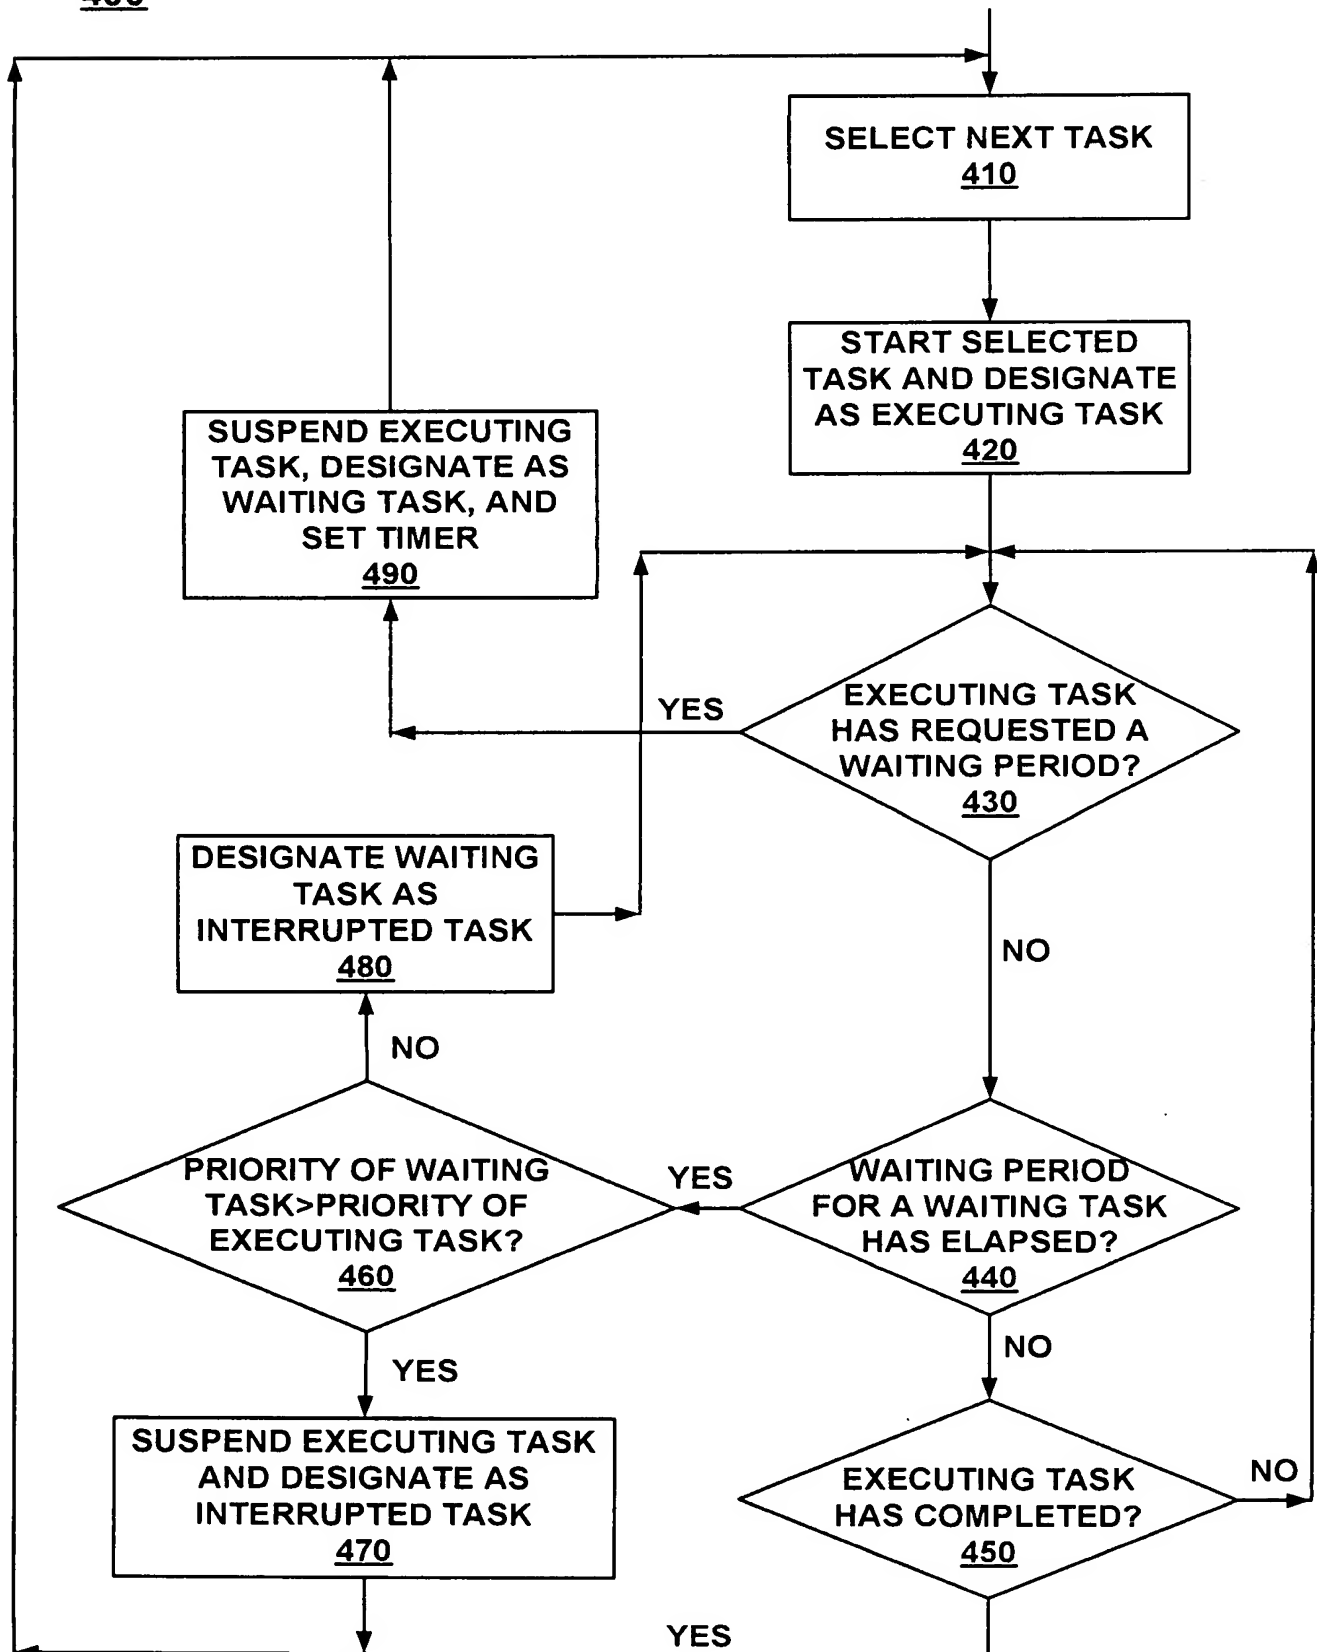 SELECT NEXT TASK
410
START SELECTED
TASK AND DESIGNATE
AS EXECUTING TASK
420
SUSPEND EXECUTING
TASK, DESIGNATE AS
WAITING TASK, AND
SET TIMER
490
EXECUTING TASK
HAS REQUESTED A
WAITING PERIOD?
430
YES
NO
DESIGNATE WAITING
TASK AS
INTERRUPTED TASK
480
NO
PRIORITY OF WAITING
TASK>PRIORITY OF
EXECUTING TASK?
460
YES
WAITING PERIOD
FOR A WAITING TASK
HAS ELAPSED?
440
NO
YES
SUSPEND EXECUTING TASK
AND DESIGNATE AS
INTERRUPTED TASK
470
EXECUTING TASK
HAS COMPLETED?
450
NO
YES